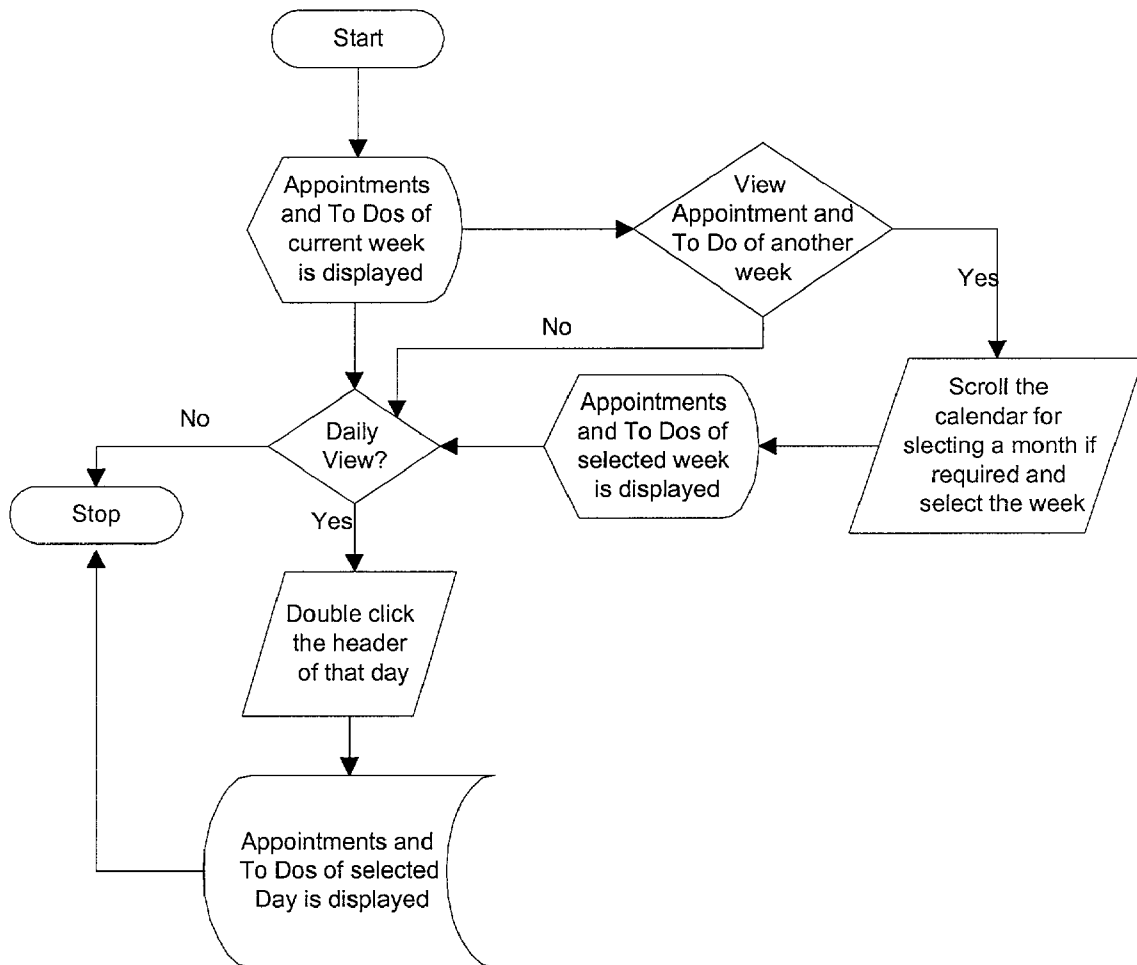 Start
Appointments
and To Dos of
current week
is displayed
View
Appointment and
To Do of another
week
Yes
No
Scroll the
calendar for
slecting a month if
required and
select the week
Appointments
and To Dos of
selected week
is displayed
Daily
View?
No
Stop
Yes
Double click
the header
of that day
Appointments and
To Dos of selected
Day is displayed